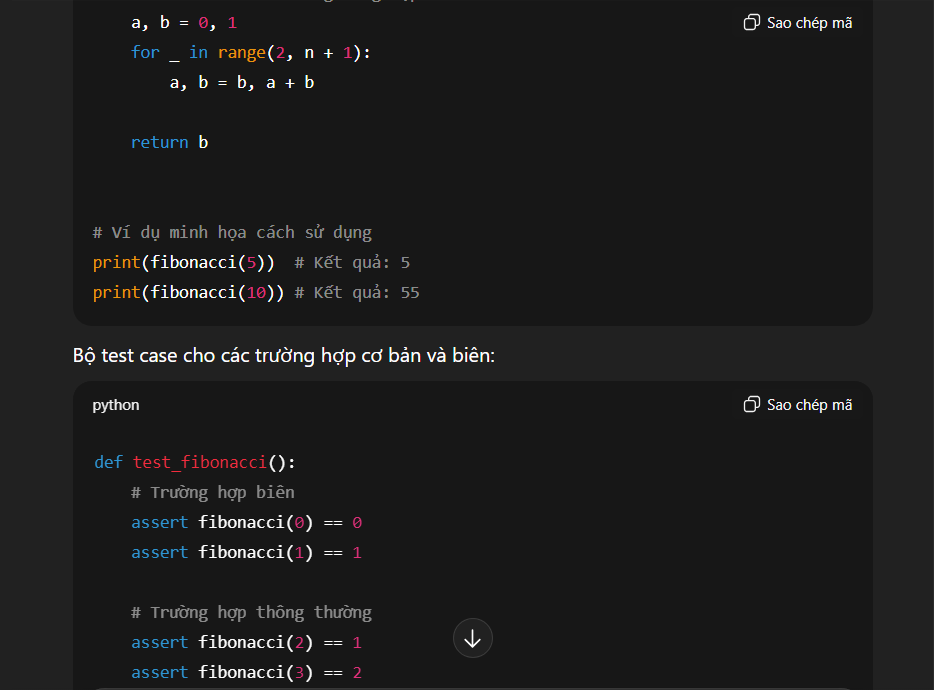 a, b = 0, 1
Sao chép mã
for _ in range(2, n + 1):
a, b = b, a + b
return b
# Ví dụ minh họa cách sử dụng
print(fibonacci(5))  # Kết quả: 5
print(fibonacci(10)) # Kết quả: 55
Bộ test case cho các trường hợp cơ bản và biên:
python
Sao chép mã
def test_fibonacci():
# Trường hợp biên
assert fibonacci(0) == 0
assert fibonacci(1) == 1
# Trường hợp thông thường
assert fibonacci(2) == 1
assert fibonacci(3) == 2